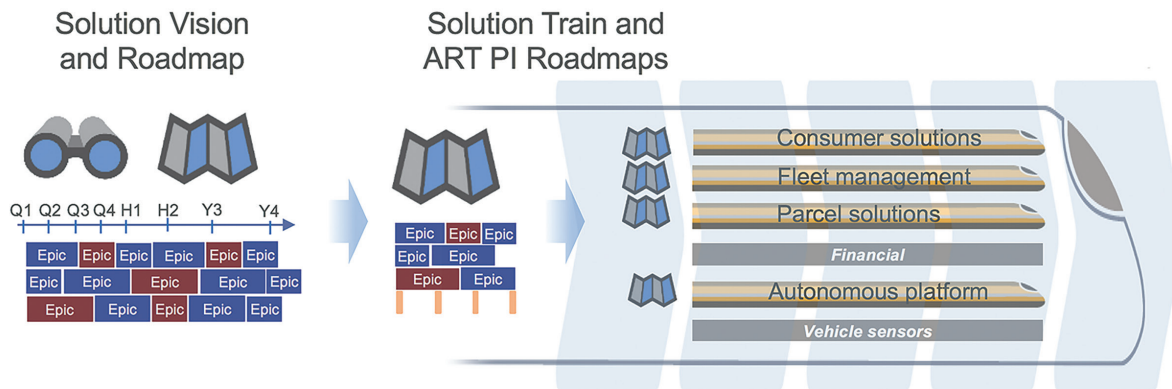 Solution Vision
and Roadmap
Solution Train and
ART PI Roadmaps
Q1 Q2 Q3 Q4 H1 H2 Y3 Y4
Epic Epic Epic Epic Epic Epic
Epic Epic Epic Epic Epic
Epic Epic Epic Epic Epic
Epic Epic Epic
Epic Epic
Epic Epic
Consumer solutions
Fleet management
Parcel solutions
Financial
Autonomous platform
Vehicle sensors